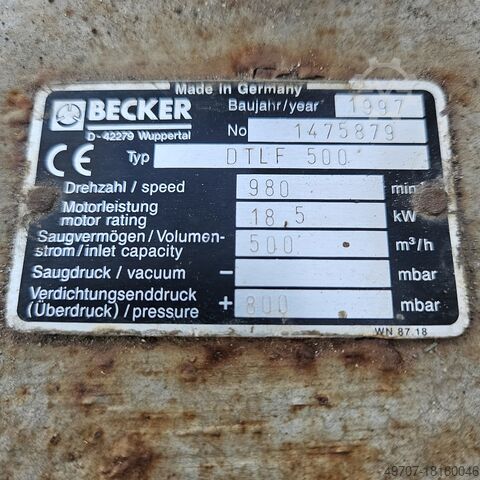 Made in Germany
BECKER
Baujahr/year 1997
D-42279 Wuppertal
No 1475879
CE Typ DTLF 500
Drehzahl / speed 980 min
Motorleistung
motor rating 18,5 kW
Saugvermögen / Volumen-
strom / inlet capacity 500 m³/h
Saugdruck / vacuum - mbar
Verdichtungsenddruck
(Überdruck) / pressure + 800 mbar
WN 87.18
49707-18160046